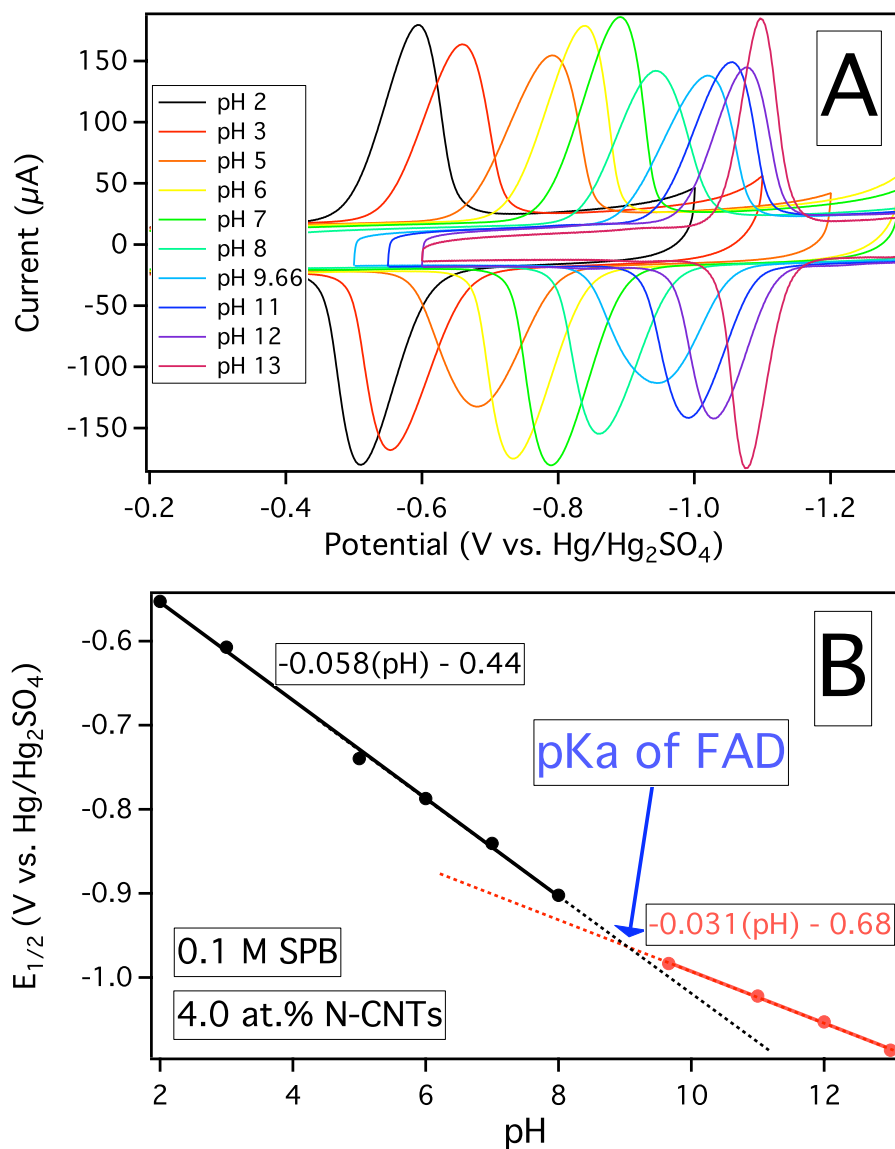 A
150
100
50
0
-50
-100
-150
Current (µA)
pH 2
pH 3
pH 5
pH 6
pH 7
pH 8
pH 9.66
pH 11
pH 12
pH 13
-0.2 -0.4 -0.6 -0.8 -1.0 -1.2
Potential (V vs. Hg/Hg₂SO₄)
B
-0.6
-0.7
-0.8
-0.9
-1.0
E₁/₂ (V vs. Hg/Hg₂SO₄)
-0.058(pH) - 0.44
pKa of FAD
-0.031(pH) - 0.68
0.1 M SPB
4.0 at.% N-CNTs
2 4 6 8 10 12
pH